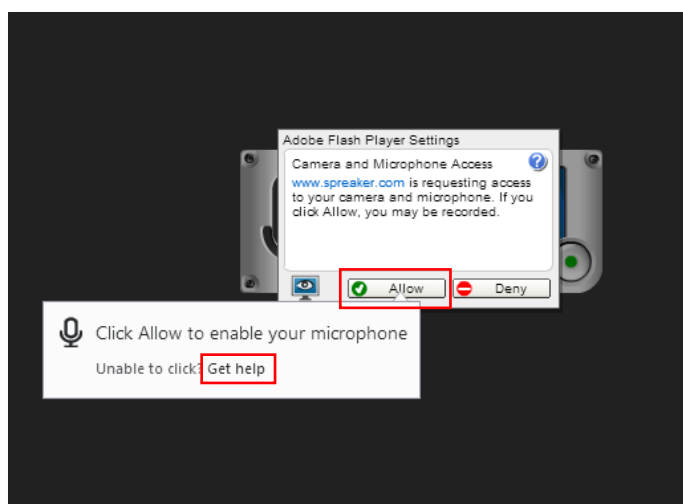 Adobe Flash Player Settings
Camera and Microphone Access
www.spreaker.com is requesting access
to your camera and microphone. If you
click Allow, you may be recorded.
Allow
Deny
Click Allow to enable your microphone
Unable to click? Get help